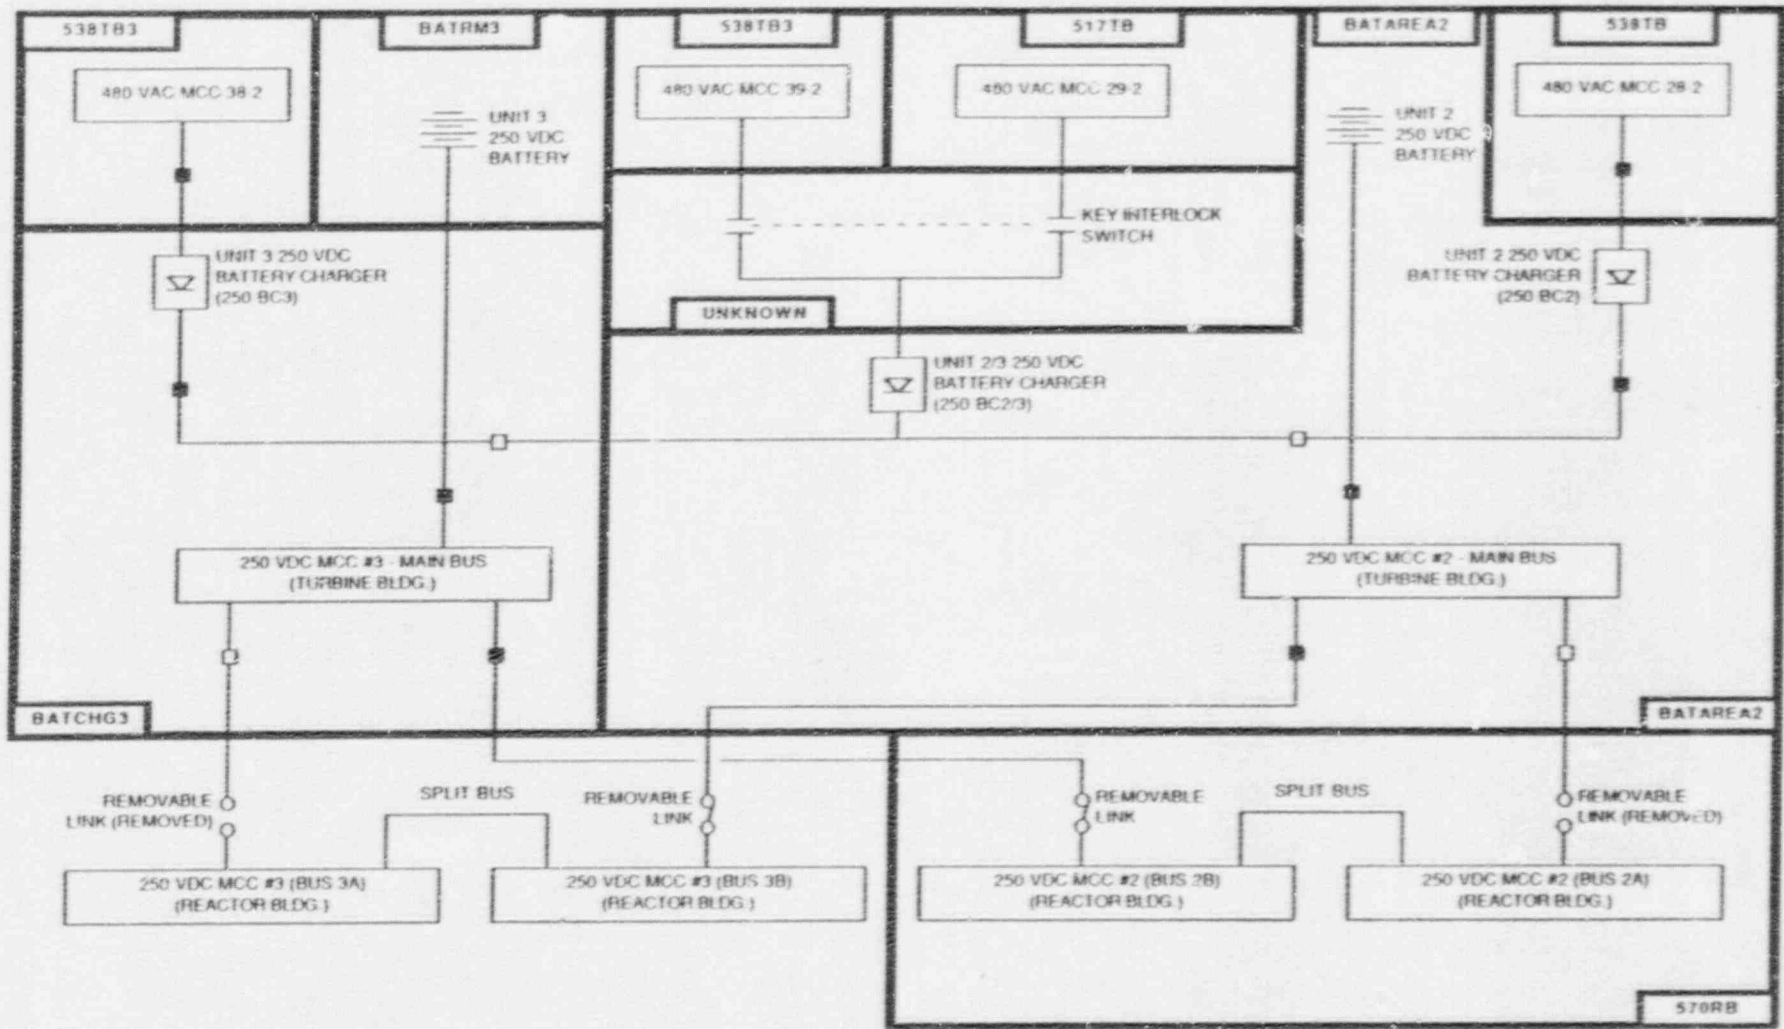 538TB3
BATRM3
538TB3
517TB
BATAREA2
538TB
480 VAC MCC 38-2
480 VAC MCC 39-2
480 VAC MCC 29-2
480 VAC MCC 28-2
UNIT 3
250 VDC
BATTERY
UNIT 2
250 VDC
BATTERY
KEY INTERLOCK
SWITCH
UNIT 3 250 VDC
BATTERY CHARGER
(250 BC3)
UNIT 2 250 VDC
BATTERY CHARGER
(250 BC2)
UNKNOWN
UNIT 2/3 250 VDC
BATTERY CHARGER
(250 BC2/3)
250 VDC MCC #3 - MAIN BUS
(TURBINE BLDG.)
250 VDC MCC #2 - MAIN BUS
(TURBINE BLDG.)
BATCHG3
BATAREA2
REMOVABLE
LINK (REMOVED)
SPLIT BUS
REMOVABLE
LINK
REMOVABLE
LINK
SPLIT BUS
REMOVABLE
LINK (REMOVED)
250 VDC MCC #3 (BUS 3A)
(REACTOR BLDG.)
250 VDC MCC #3 (BUS 3B)
(REACTOR BLDG.)
250 VDC MCC #2 (BUS 2B)
(REACTOR BLDG.)
250 VDC MCC #2 (BUS 2A)
(REACTOR BLDG.)
570RB